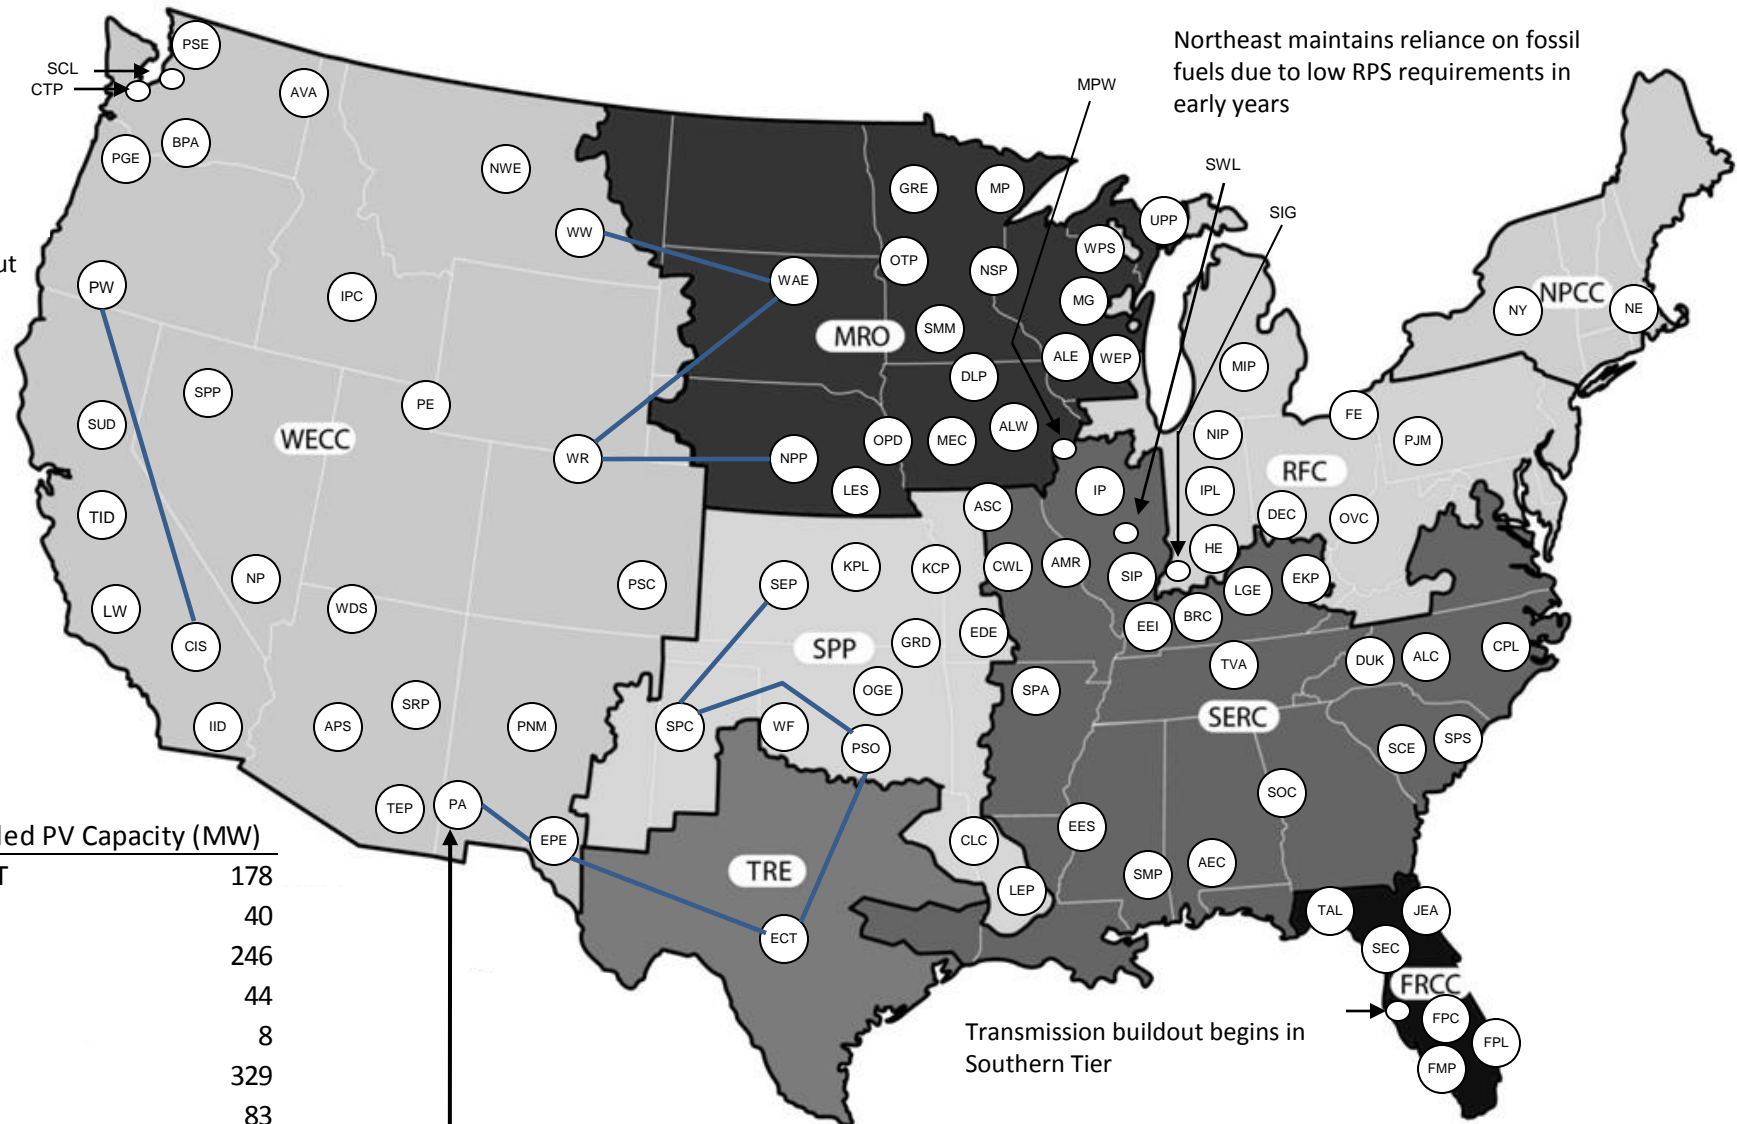 Northeast maintains reliance on fossil
fuels due to low RPS requirements in
early years
PSE
SCL
CTP
MPW
AVA
BPA
PGE
NWE
GRE
MP
SWL
SIG
UPP
WW
WPS
OTP
NSP
ut
WAE
PW
IPC
MG
NPCC
NY
NE
SMM
MRO
ALE
WEP
MIP
DLP
SPP
PE
SUD
WECC
ALW
OPD
MEC
NIP
FE
PJM
WR
NPP
RFC
LES
IP
IPL
ASC
TID
DEC
OVC
HE
KPL
KCP
CWL
AMR
SIP
NP
PSC
SEP
LGE
EKP
LW
WDS
BRC
EEI
CIS
SPP
GRD
EDE
TVA
DUK
ALC
CPL
OGE
SPA
SRP
SERC
IID
APS
PNM
SPC
WF
PSO
SCE
SPS
TEP
PA
SOC
EPE
EES
CLC
TRE
AEC
SMP
LEP
ECT
TAL
JEA
SEC
FRCC
FPC
FPL
FMP
Transmission buildout begins in
Southern Tier
led PV Capacity (MW)
T 178
40
246
44
8
329
83